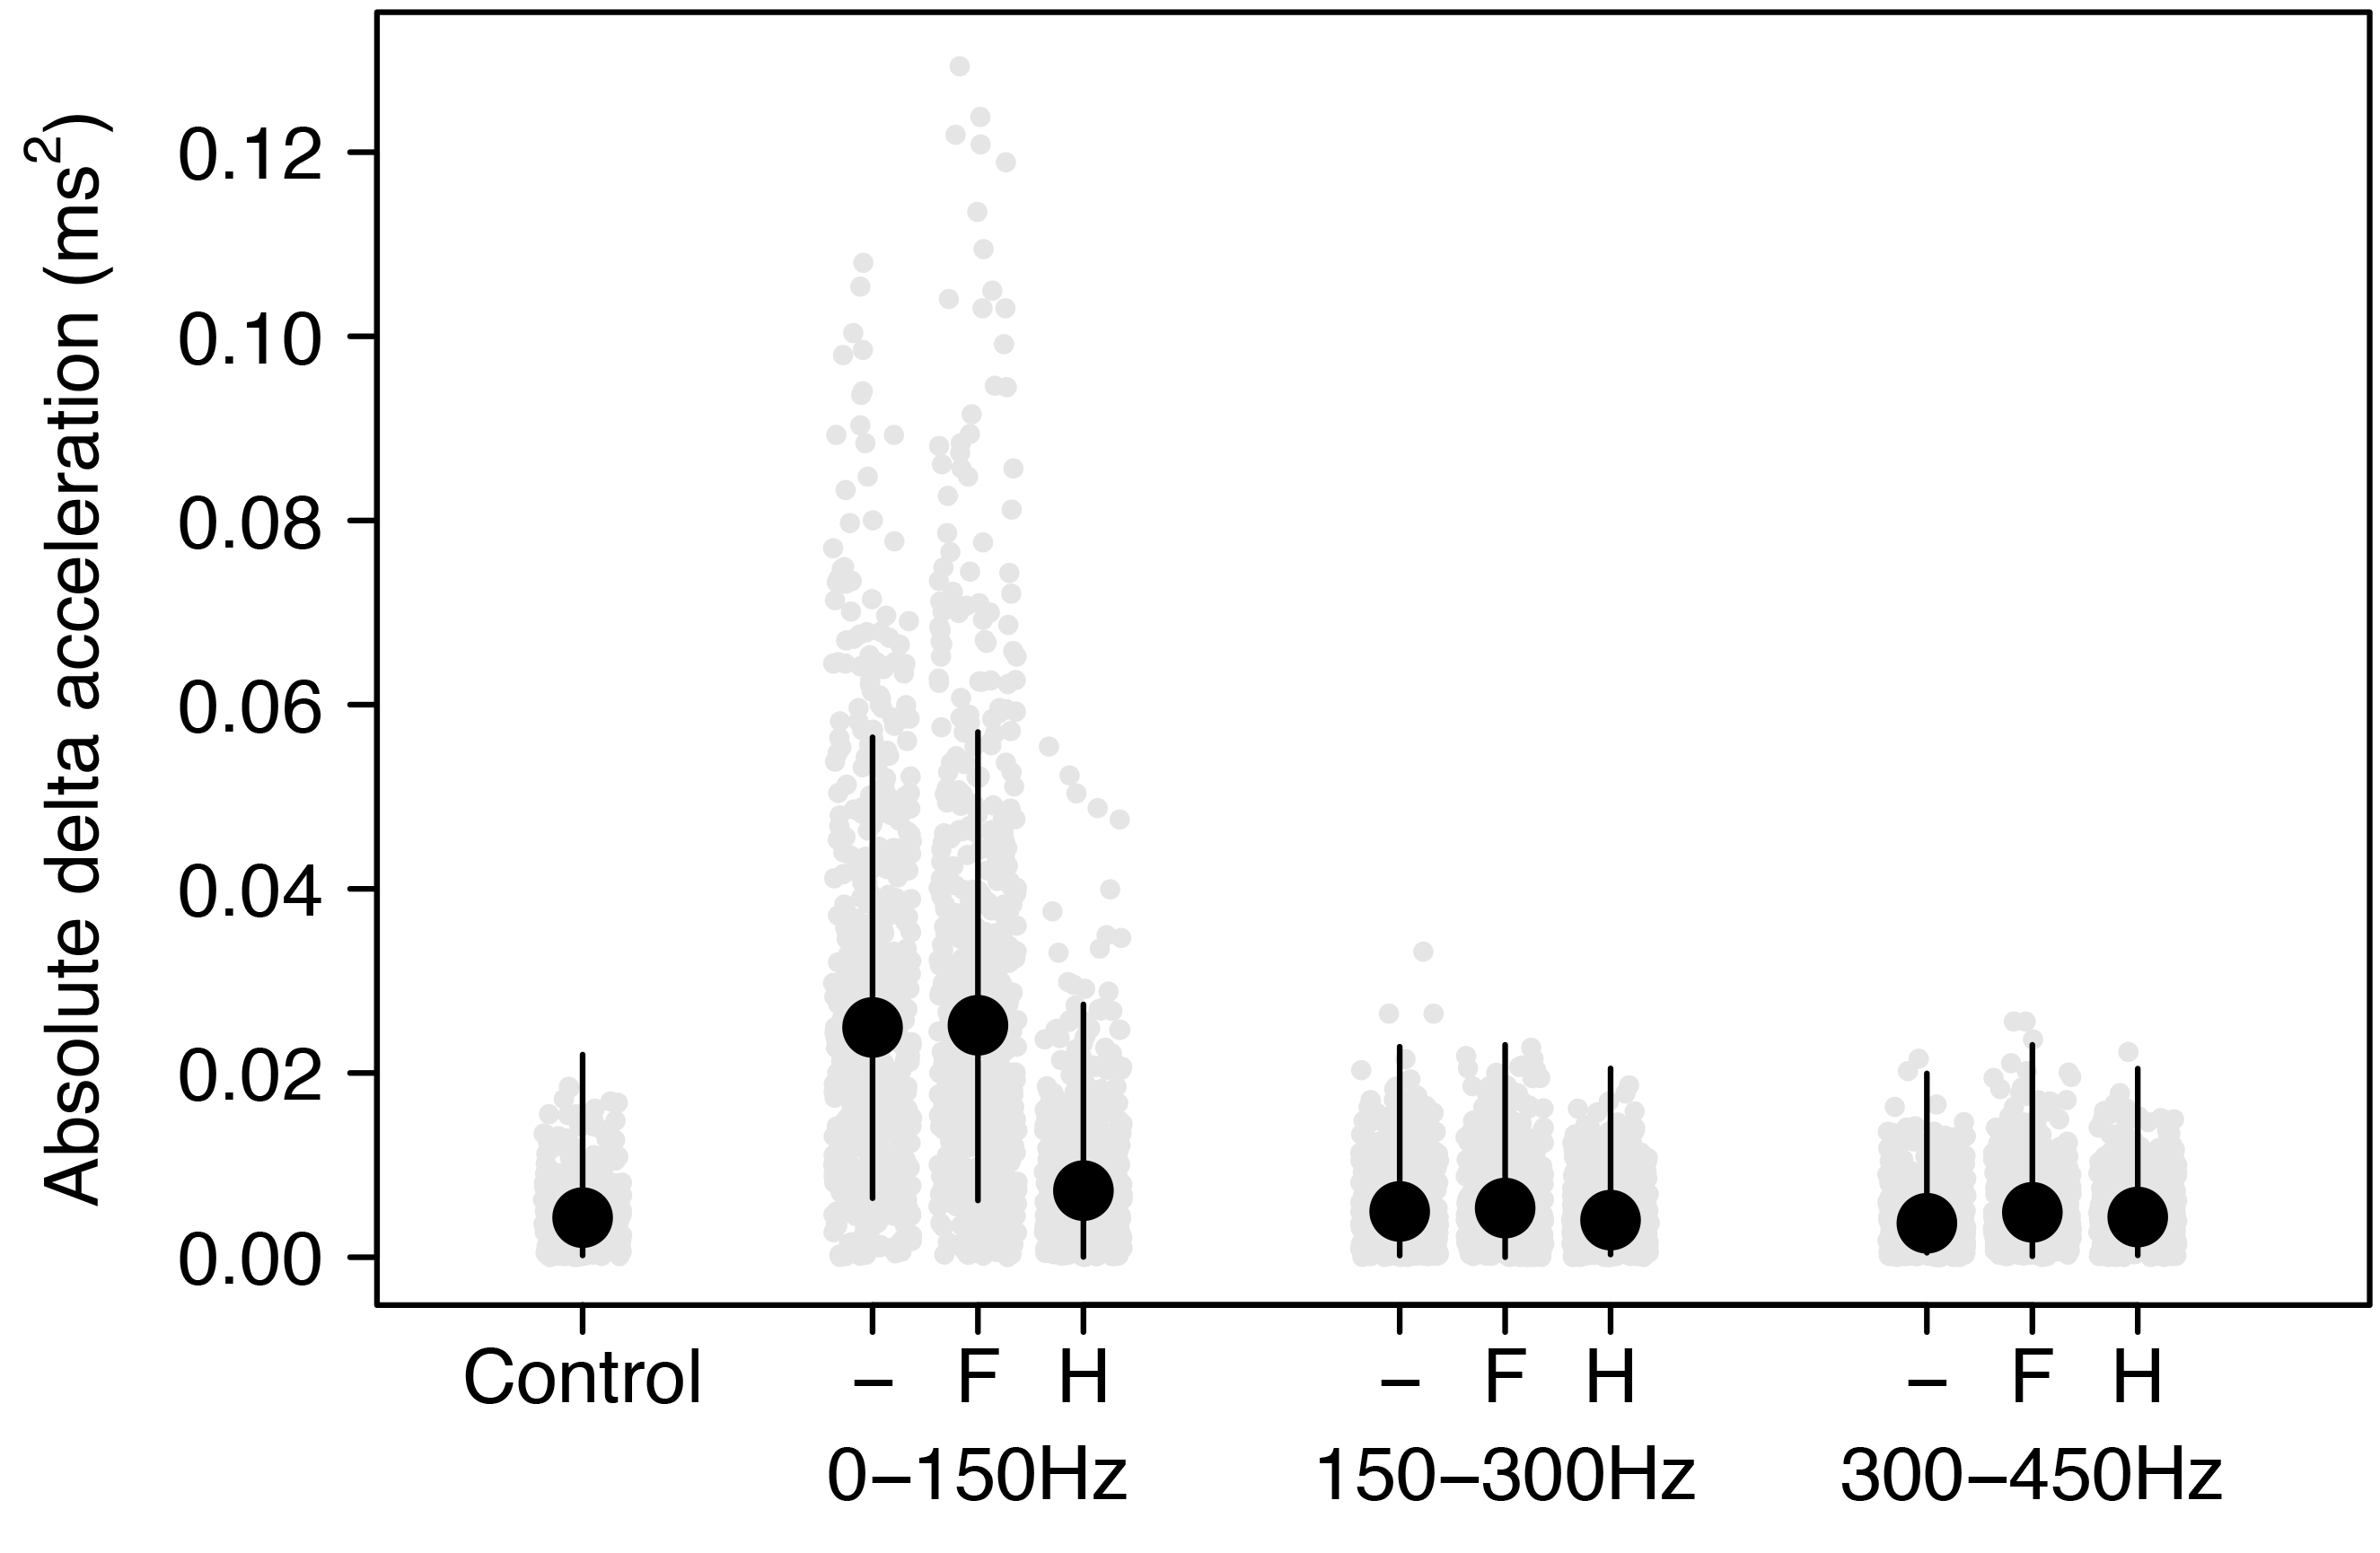 Absolute delta acceleration (ms²)
0.12
0.10
0.08
0.06
0.04
0.02
0.00
Control – F H – F H – F H
0–150Hz 150–300Hz 300–450Hz